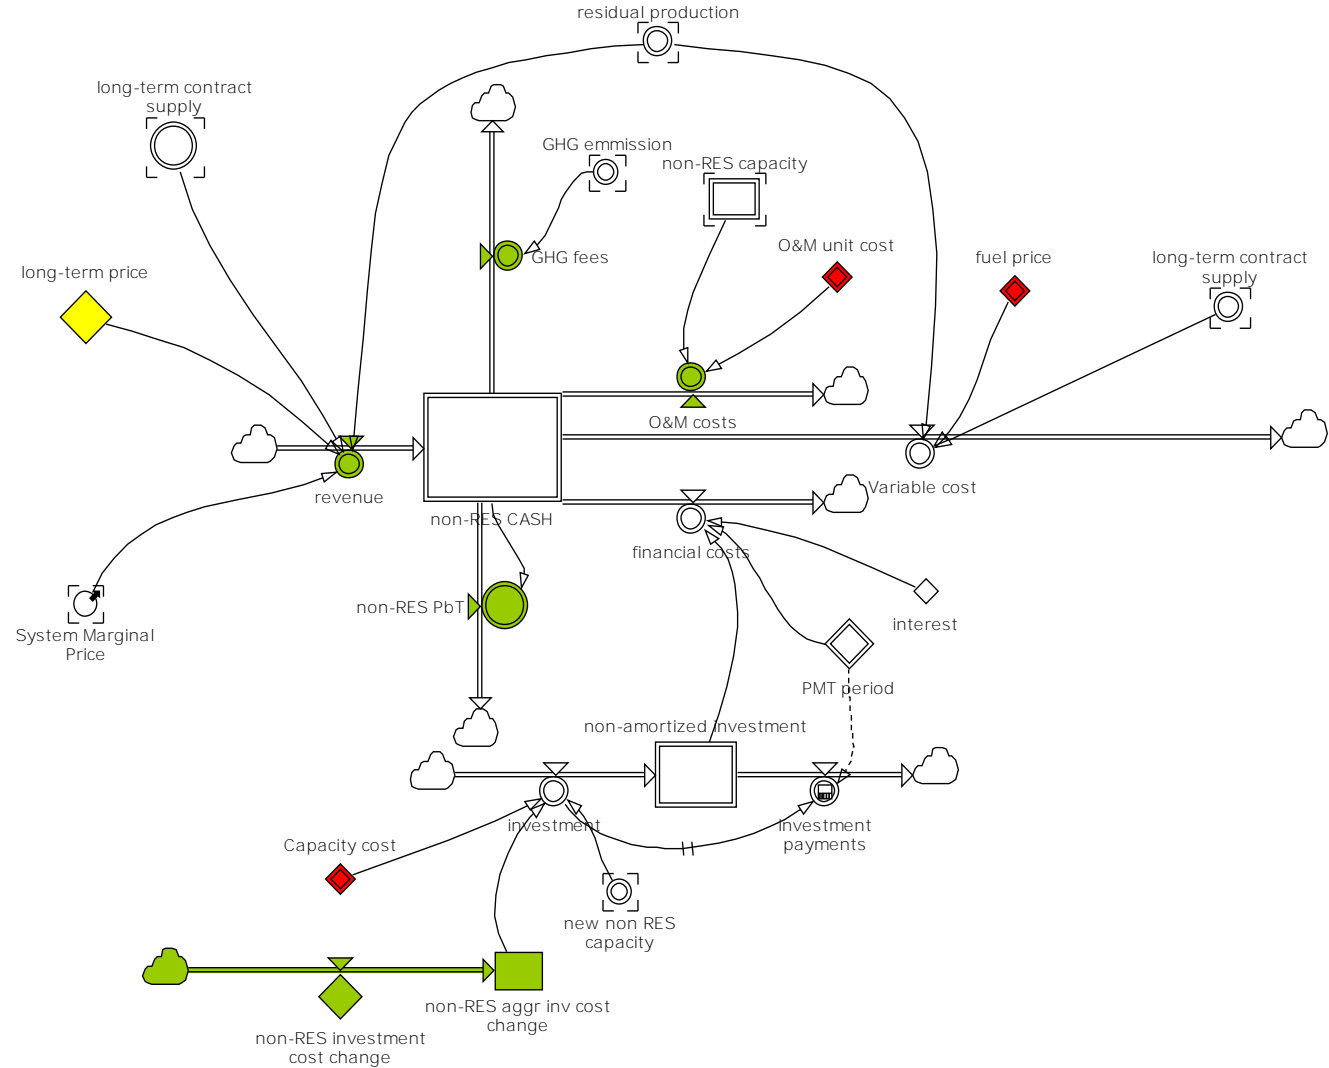 residual production
long-term contract
supply
GHG emmission
non-RES capacity
O&M unit cost
fuel price
long-term contract
supply
long-term price
GHG fees
O&M costs
revenue
Variable cost
non-RES CASH
financial costs
non-RES PbT
interest
System Marginal
Price
PMT period
non-amortized investment
investment
investment
payments
Capacity cost
new non RES
capacity
non-RES aggr inv cost
change
non-RES investment
cost change